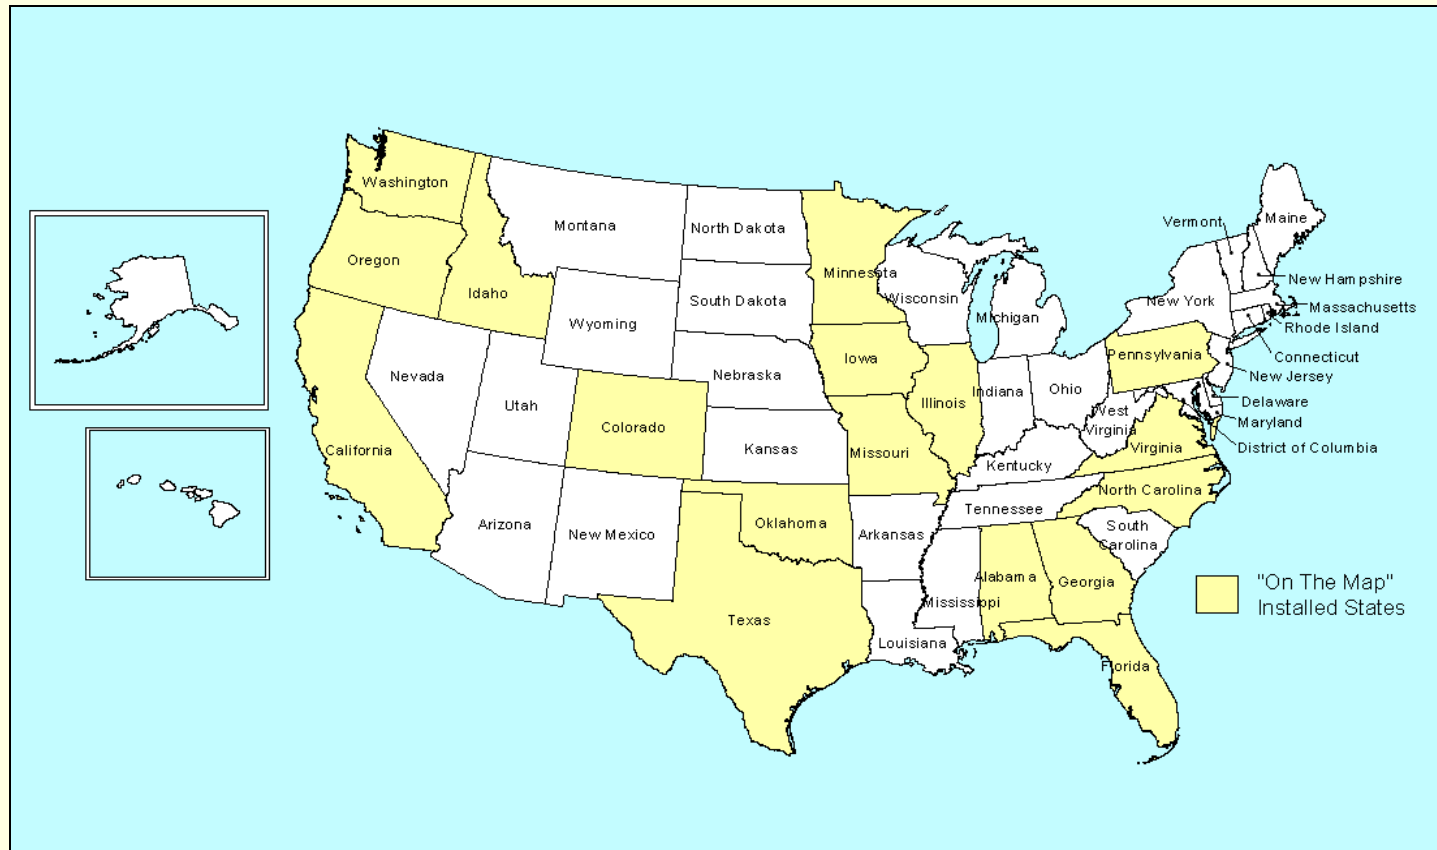 Washington
Montana
North Dakota
Minnesota
Vermont
Maine
Oregon
Idaho
Wyoming
South Dakota
Wisconsin
Michigan
New York
New Hampshire
Massachusetts
Rhode Island
Connecticut
New Jersey
Delaware
Maryland
District of Columbia
Nevada
Utah
Nebraska
Iowa
Illinois
Indiana
Ohio
Pennsylvania
West
Virginia
Virginia
California
Colorado
Kansas
Missouri
Kentucky
North Carolina
Tennessee
South
Carolina
Arizona
New Mexico
Oklahoma
Arkansas
Mississippi
Alabama
Georgia
Texas
Louisiana
Florida
"On The Map"
Installed States